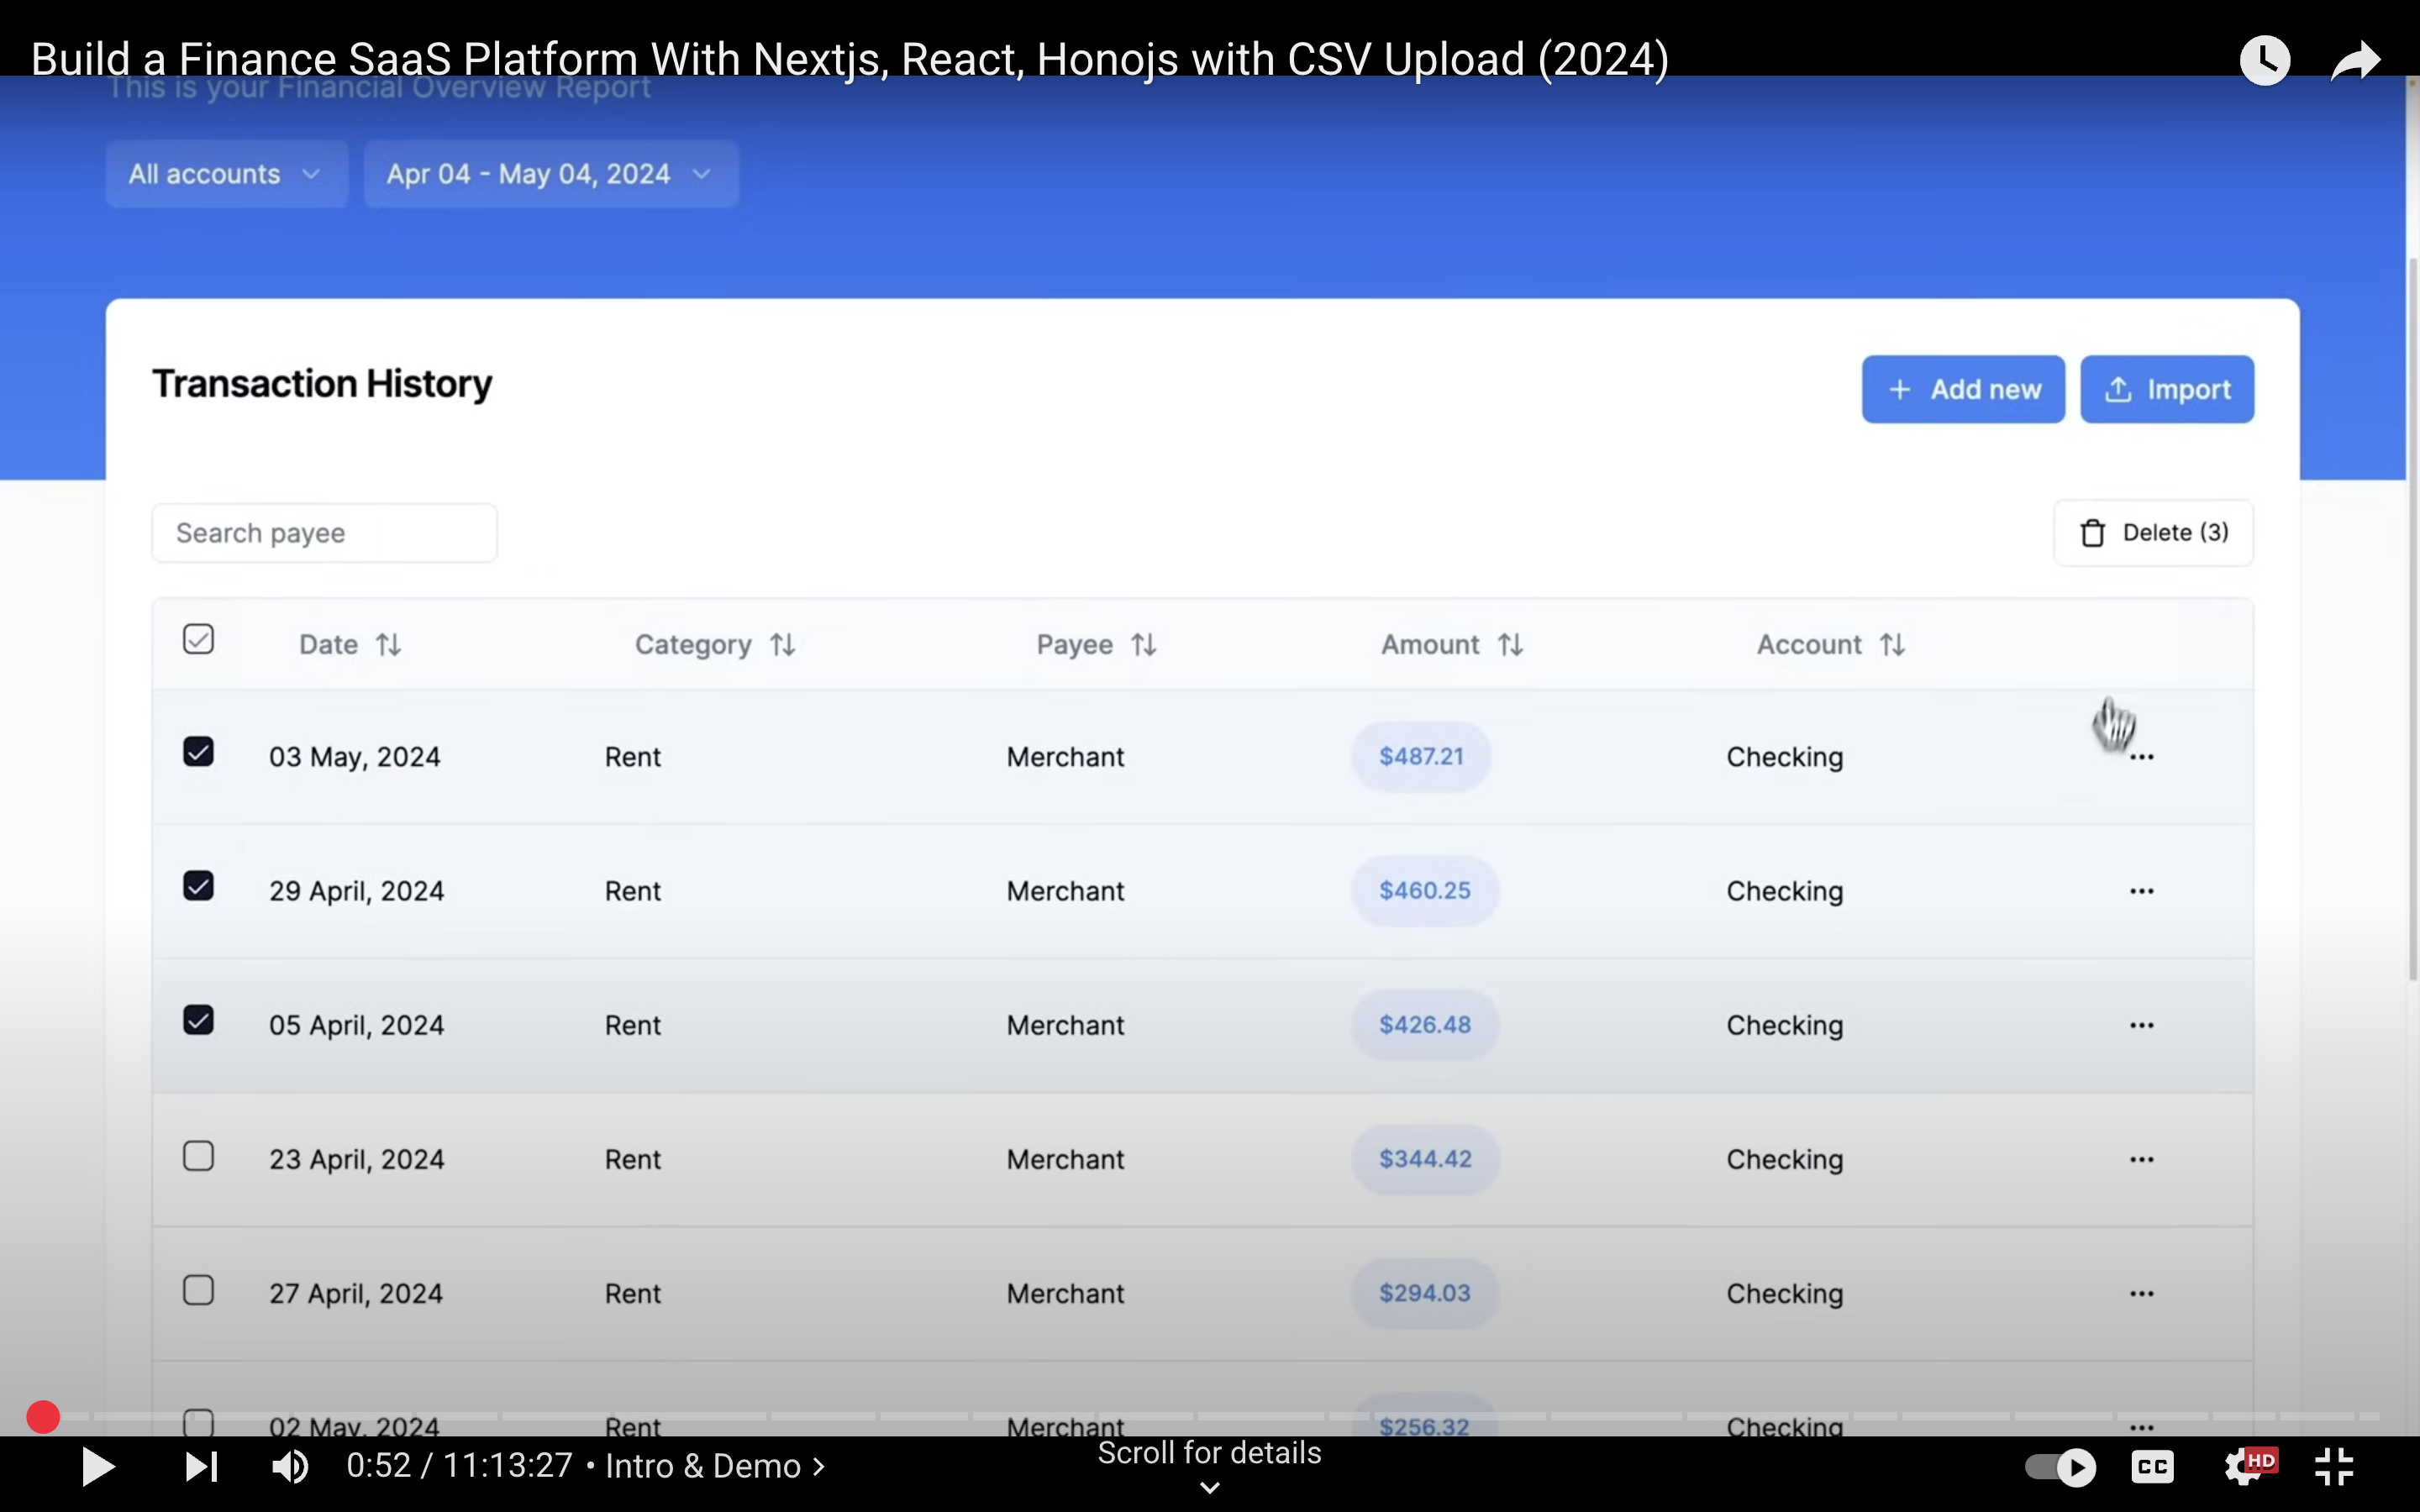 Build a Finance SaaS Platform With Nextjs, React, Honojs with CSV Upload (2024)
This is your Financial Overview Report
All accounts Apr 04 - May 04, 2024
Transaction History + Add new Import
Search payee Delete (3)
Date Category Payee Amount Account
03 May, 2024 Rent Merchant $487.21 Checking ...
29 April, 2024 Rent Merchant $460.25 Checking ...
05 April, 2024 Rent Merchant $426.48 Checking ...
23 April, 2024 Rent Merchant $344.42 Checking ...
27 April, 2024 Rent Merchant $294.03 Checking ...
02 May, 2024 Rent Merchant $256.32 Checking ...
Scroll for details
0:52 / 11:13:27 • Intro & Demo > CC HD